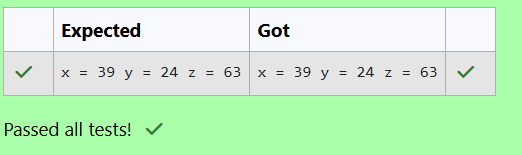 Expected Got
x = 39 y = 24 z = 63 x = 39 y = 24 z = 63
Passed all tests!